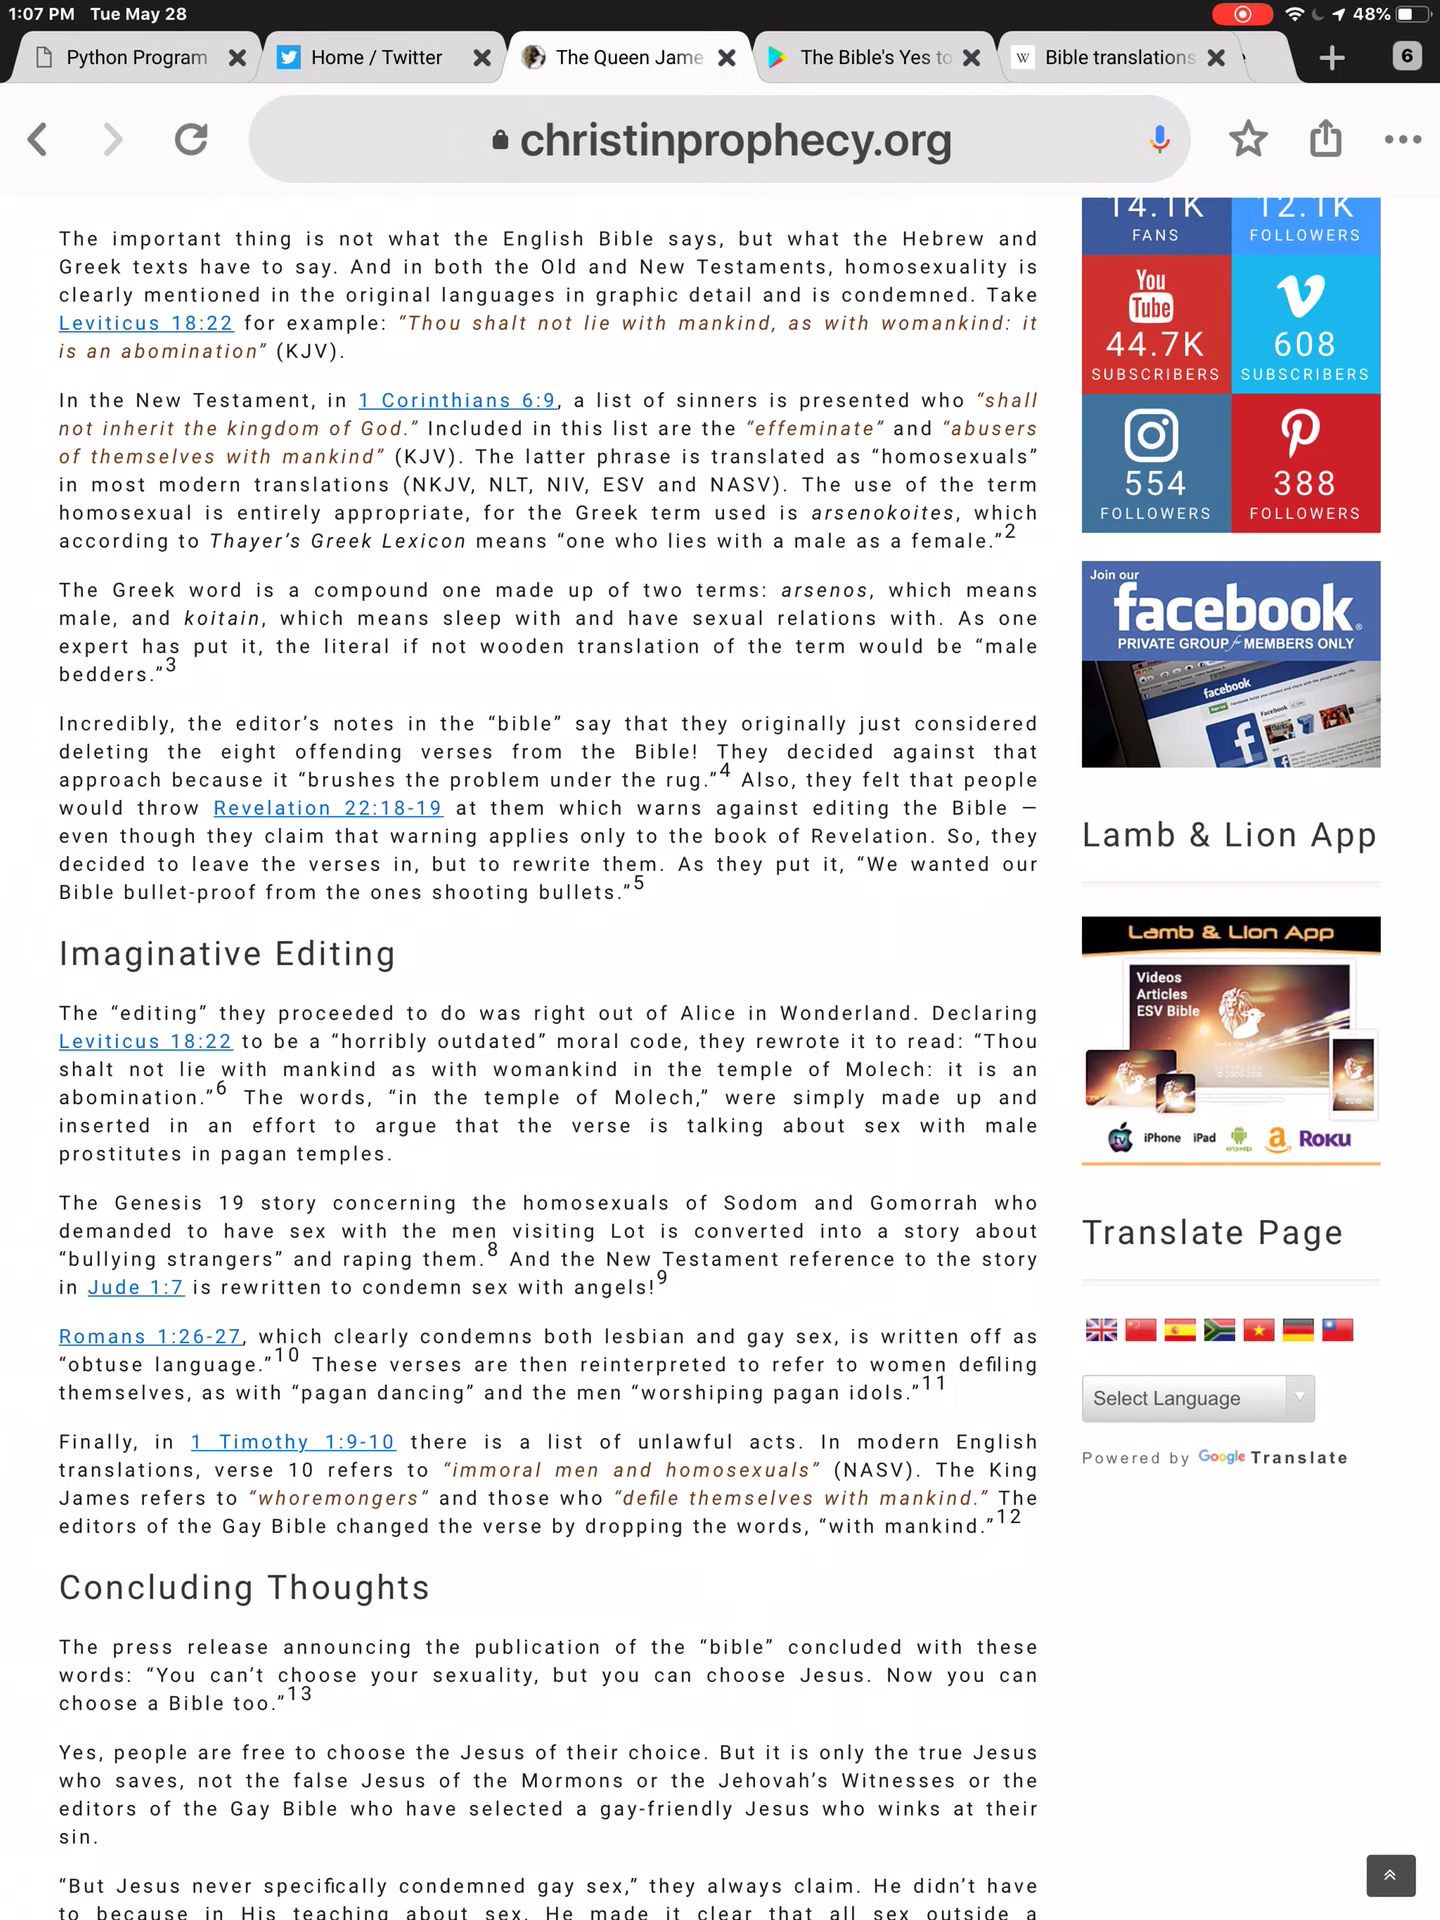 1:07 PM Tue May 28
48%
Python Program
Home / Twitter
The Queen Jame
The Bible's Yes to
Bible translations
6
christinprophecy.org
The important thing is not what the English Bible says, but what the Hebrew and
Greek texts have to say. And in both the Old and New Testaments, homosexuality is
clearly mentioned in the original languages in graphic detail and is condemned. Take
Leviticus 18:22 for example: “Thou shalt not lie with mankind, as with womankind: it
is an abomination” (KJV).
In the New Testament, in 1 Corinthians 6:9, a list of sinners is presented who “shall
not inherit the kingdom of God.” Included in this list are the “effeminate” and “abusers
of themselves with mankind” (KJV). The latter phrase is translated as “homosexuals”
in most modern translations (NKJV, NLT, NIV, ESV and NASV). The use of the term
homosexual is entirely appropriate, for the Greek term used is arsenokoites, which
according to Thayer’s Greek Lexicon means “one who lies with a male as a female.”2
The Greek word is a compound one made up of two terms: arsenos, which means
male, and koitain, which means sleep with and have sexual relations with. As one
expert has put it, the literal if not wooden translation of the term would be “male
bedders.”3
Incredibly, the editor’s notes in the “bible” say that they originally just considered
deleting the eight offending verses from the Bible! They decided against that
approach because it “brushes the problem under the rug.”4 Also, they felt that people
would throw Revelation 22:18-19 at them which warns against editing the Bible —
even though they claim that warning applies only to the book of Revelation. So, they
decided to leave the verses in, but to rewrite them. As they put it, “We wanted our
Bible bullet-proof from the ones shooting bullets.”5
Imaginative Editing
The “editing” they proceeded to do was right out of Alice in Wonderland. Declaring
Leviticus 18:22 to be a “horribly outdated” moral code, they rewrote it to read: “Thou
shalt not lie with mankind as with womankind in the temple of Molech: it is an
abomination.”6 The words, “in the temple of Molech,” were simply made up and
inserted in an effort to argue that the verse is talking about sex with male
prostitutes in pagan temples.
The Genesis 19 story concerning the homosexuals of Sodom and Gomorrah who
demanded to have sex with the men visiting Lot is converted into a story about
“bullying strangers” and raping them.8 And the New Testament reference to the story
in Jude 1:7 is rewritten to condemn sex with angels!9
Romans 1:26-27, which clearly condemns both lesbian and gay sex, is written off as
“obtuse language.”10 These verses are then reinterpreted to refer to women defiling
themselves, as with “pagan dancing” and the men “worshiping pagan idols.”11
Finally, in 1 Timothy 1:9-10 there is a list of unlawful acts. In modern English
translations, verse 10 refers to “immoral men and homosexuals” (NASV). The King
James refers to “whoremongers” and those who “defile themselves with mankind.” The
editors of the Gay Bible changed the verse by dropping the words, “with mankind.”12
Concluding Thoughts
The press release announcing the publication of the “bible” concluded with these
words: “You can’t choose your sexuality, but you can choose Jesus. Now you can
choose a Bible too.”13
Yes, people are free to choose the Jesus of their choice. But it is only the true Jesus
who saves, not the false Jesus of the Mormons or the Jehovah’s Witnesses or the
editors of the Gay Bible who have selected a gay-friendly Jesus who winks at their
sin.
“But Jesus never specifically condemned gay sex,” they always claim. He didn’t have
to because in His teaching about sex, He made it clear that all sex outside a
14.1K
FANS
12.1K
FOLLOWERS
You
Tube
44.7K
SUBSCRIBERS
608
SUBSCRIBERS
554
FOLLOWERS
388
FOLLOWERS
Join our
facebook
PRIVATE GROUP for MEMBERS ONLY
facebook
Facebook
Lamb & Lion App
Lamb & Lion App
Videos
Articles
ESV Bible
tv iPhone iPad ROKU
Translate Page
Select Language
Powered by Google Translate